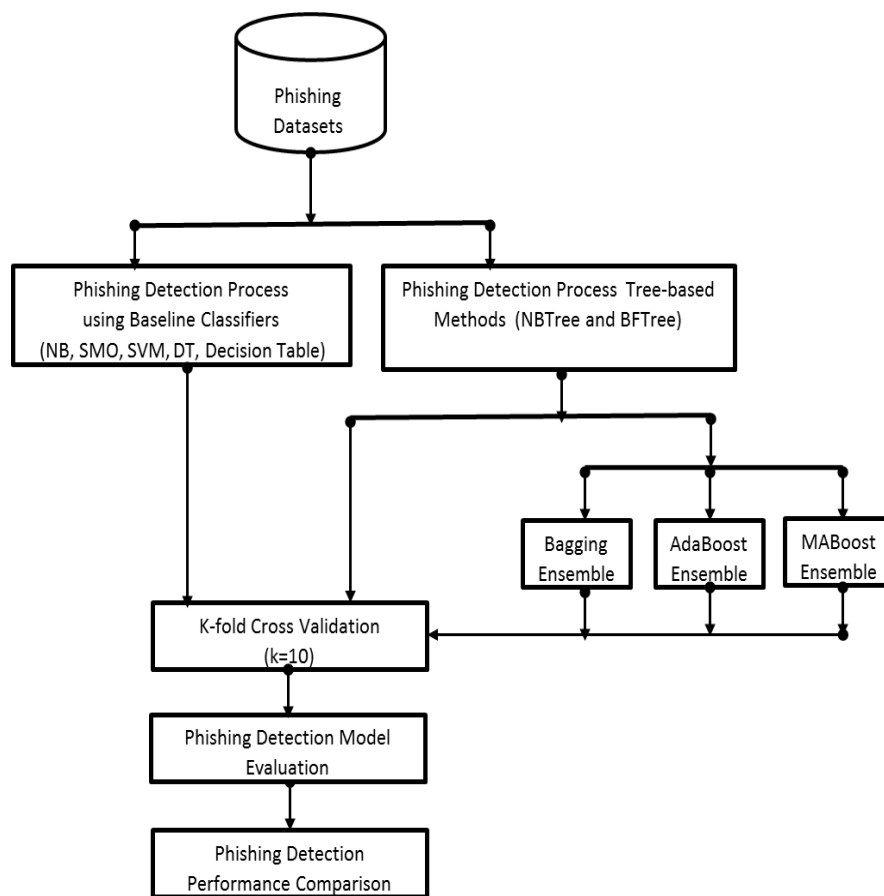 Phishing
Datasets
Phishing Detection Process
using Baseline Classifiers
(NB, SMO, SVM, DT, Decision Table)
Phishing Detection Process Tree-based
Methods (NBTree and BFTree)
Bagging
Ensemble
AdaBoost
Ensemble
MABoost
Ensemble
K-fold Cross Validation
(k=10)
Phishing Detection Model
Evaluation
Phishing Detection
Performance Comparison